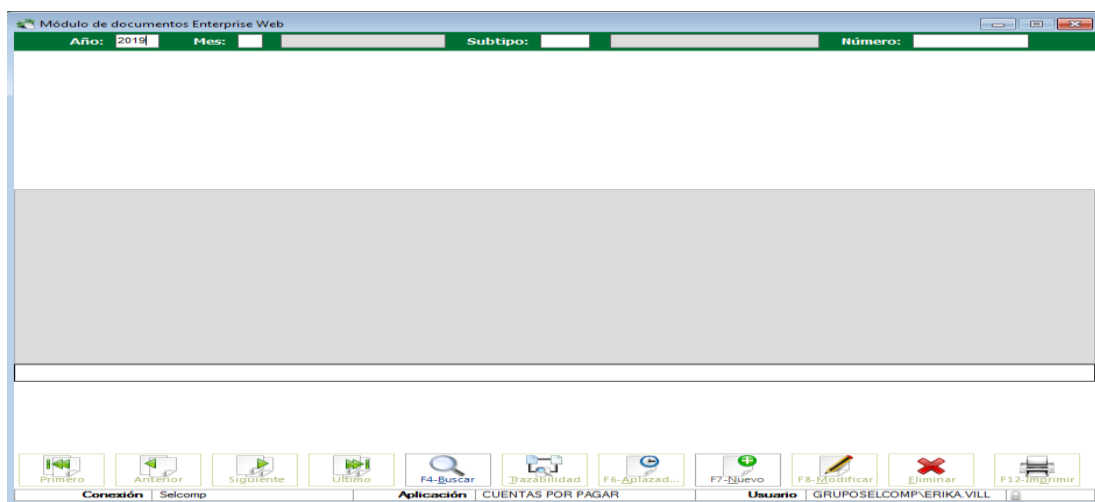 Módulo de documentos Enterprise Web
Año: 2019 Mes: Subtipo: Número:
Primero Anterior Siguiente Último F4-Buscar Trazabilidad F6-Aplazad... F7-Nuevo F8-Modificar Eliminar F12-Imprimir
Conexión Selcomp Aplicación CUENTAS POR PAGAR Usuario GRUPOSELCOMP\ERIKA.VILL